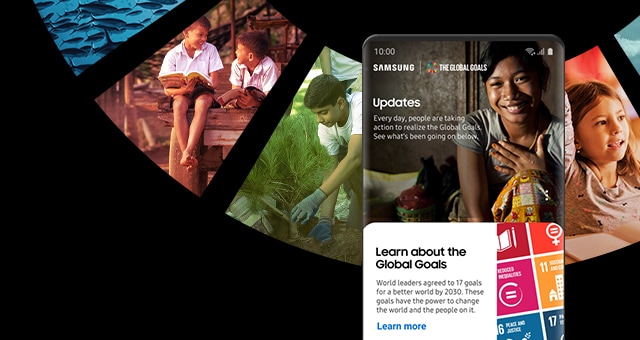 10:00
SAMSUNG | THE GLOBAL GOALS
Updates
Every day, people are taking
action to realize the Global Goals.
See what's been going on below.
Learn about the
Global Goals
World leaders agreed to 17 goals
for a better world by 2030. These
goals have the power to change
the world and the people on it.
Learn more
REDUCED
INEQUALITIES
11
16 PEACE AND
JUSTICE
17